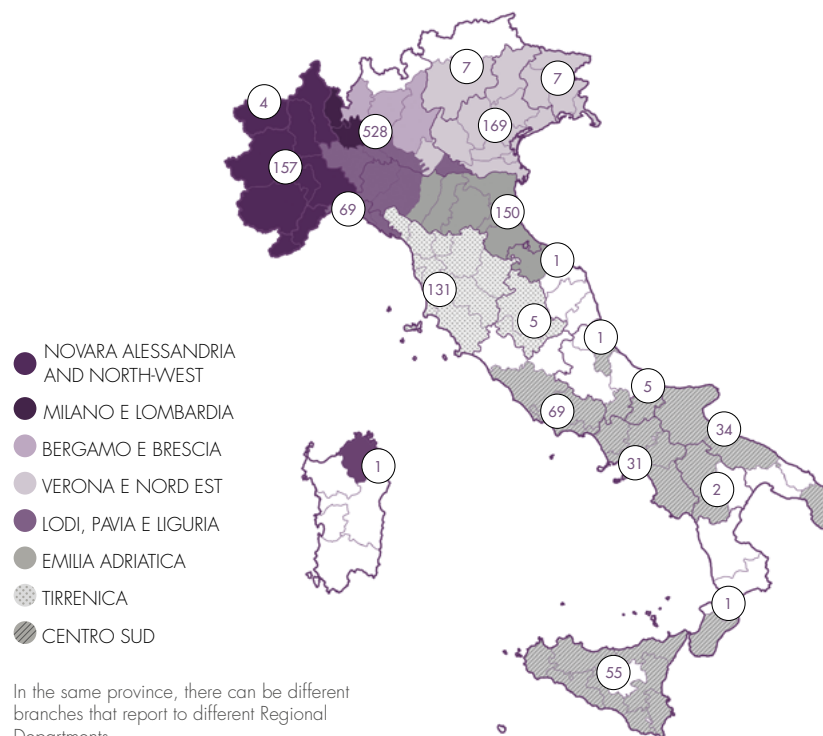 7
7
4
528
169
157
69
150
1
131
5
1
5
69
34
31
1
2
1
55
NOVARA ALESSANDRIA
AND NORTH-WEST
MILANO E LOMBARDIA
BERGAMO E BRESCIA
VERONA E NORD EST
LODI, PAVIA E LIGURIA
EMILIA ADRIATICA
TIRRENICA
CENTRO SUD
In the same province, there can be different
branches that report to different Regional
Departments